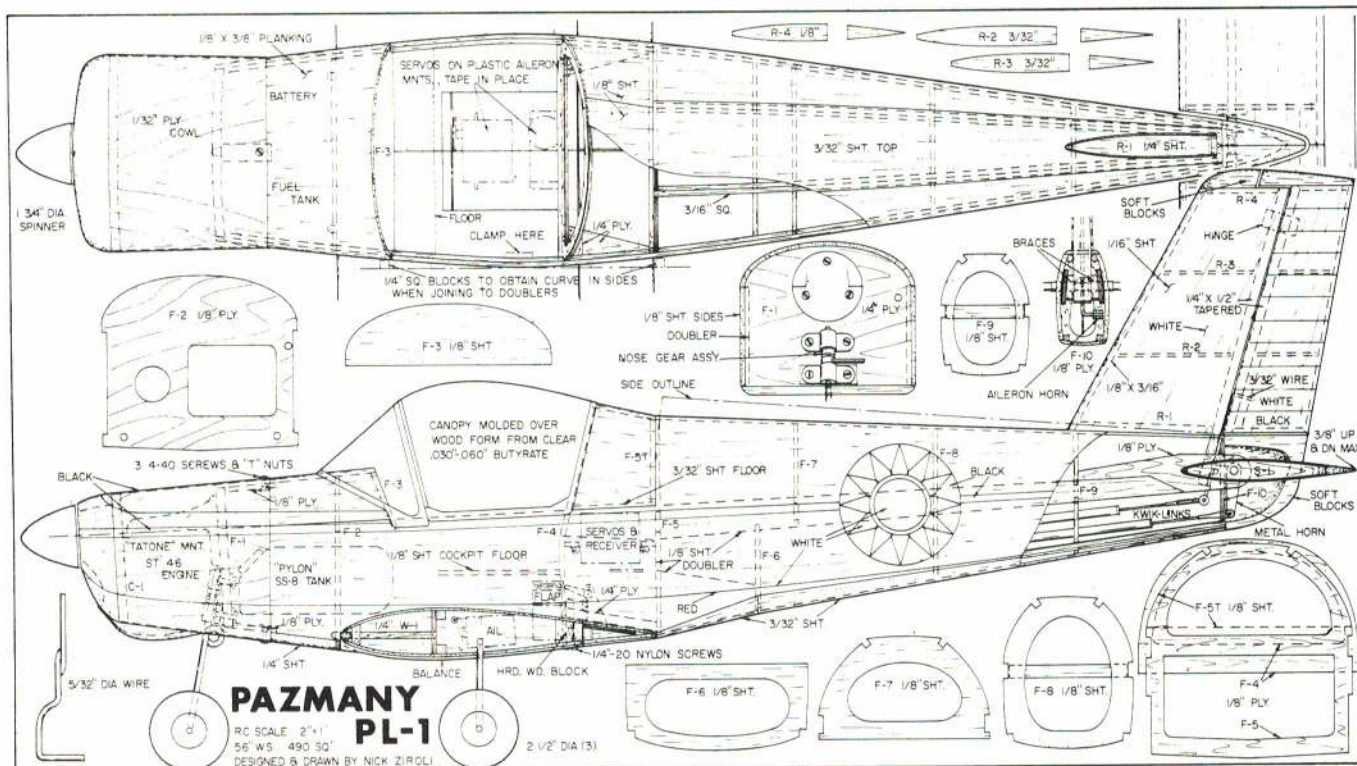 1/8" X 3/8" PLANKING
SERVOS ON PLASTIC AILERON
MNTS, TAPE IN PLACE
R-4 1/8"
R-2 3/32"
R-3 3/32"
BATTERY
1/8" SHT.
1/32" PLY
COWL
F-3
3/32" SHT TOP
R-1 1/4" SHT.
FUEL
TANK
1 3/4" DIA.
SPINNER
FLOOR
3/16" SQ.
CLAMP HERE
1/4" PLY.
SOFT
BLOCKS
R-4
HINGE
BRACES
1/16" SHT.
R-3
1/4" SQ BLOCKS TO OBTAIN CURVE IN SIDES
WHEN JOINING TO DOUBLERS
F-2 1/8" PLY.
F-3 1/8" SHT
1/8" SHT SIDES
DOUBLER
F-1
1/4" PLY
NOSE GEAR ASS'Y
F-9
1/8" SHT.
F-10
1/8" PLY
AILERON HORN
1/4" X 1/2"
TAPERED
WHITE
R-2
1/8" X 3/16"
3/32" WIRE
WHITE
BLACK
R-1
SIDE OUTLINE
CANOPY MOLDED OVER
WOOD FORM FROM CLEAR
.030"-.060" BUTYRATE
3 4-40 SCREWS & "T" NUTS
BLACK
1/8" PLY.
F-3
F-5T
3/32" SHT FLOOR
F-7
F-8
BLACK
1/8" PLY
3/8" UP
& DN MAX
S-1
F-9
F-10
SOFT
BLOCKS
KWIK-LINKS
METAL HORN
"TATONE" MNT.
ST 46
ENGINE
F-1
F-2
F-4
F-5
SERVOS &
RECEIVER
WHITE
1/8" SHT COCKPIT FLOOR
1/8" SHT.
DOUBLER
F-6
C-1
"PYLON"
SS-8 TANK
FLAP
1/4" PLY
RED
3/32" SHT
1/8" PLY.
1/4" W-1
AIL.
1/4" SHT.
BALANCE
HRD. WD. BLOCK
1/4"-20 NYLON SCREWS
5/32" DIA. WIRE
F-6 1/8" SHT.
F-7 1/8" SHT.
F-8 1/8" SHT.
F-5T 1/8" SHT.
F-4
1/8" PLY.
F-5
PAZMANY
PL-1
RC SCALE 2"=1'
56" WS 490 SQ"
DESIGNED & DRAWN BY NICK ZIROLI
2 1/2" DIA (3)